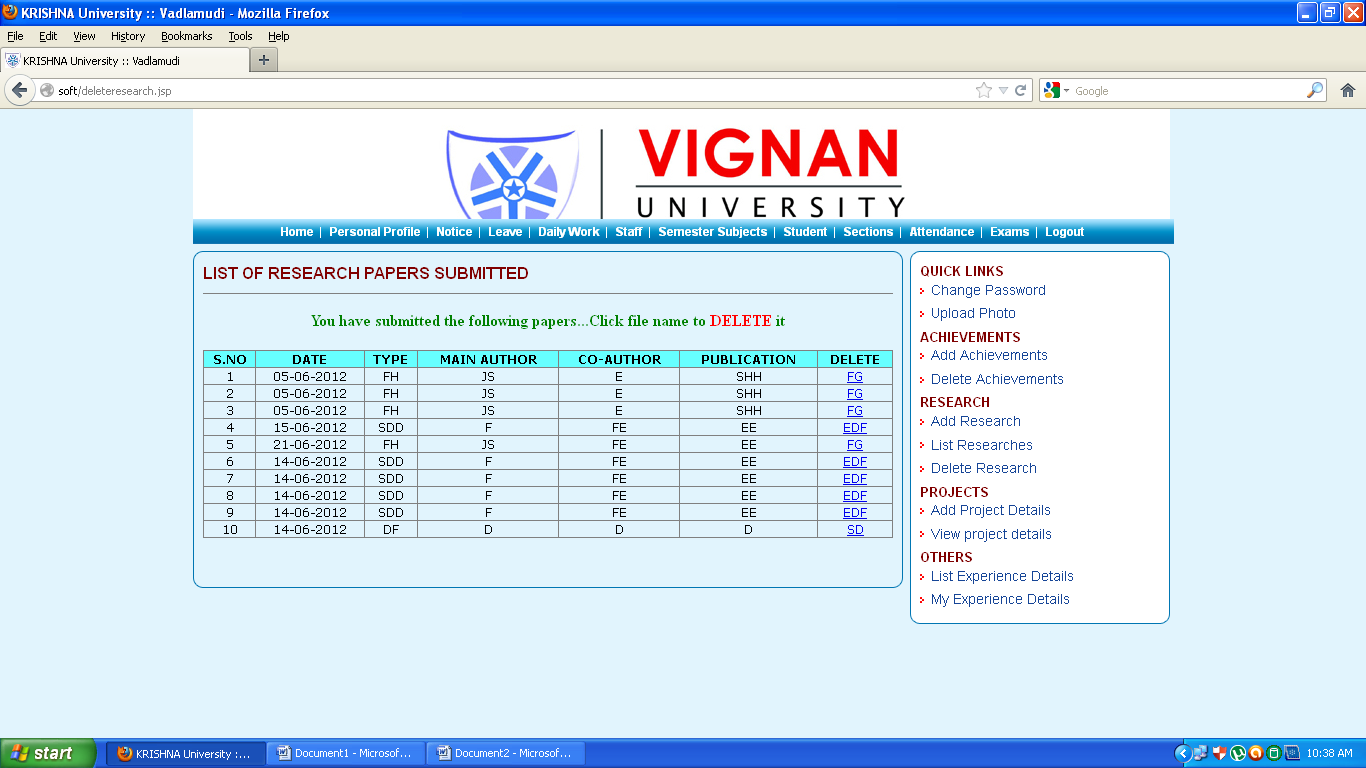 KRISHNA University :: Vadlamudi - Mozilla Firefox
File Edit View History Bookmarks Tools Help
KRISHNA University :: Vadlamudi
soft/deleteresearch.jsp
Google
VIGNAN
UNIVERSITY
Home | Personal Profile | Notice | Leave | Daily Work | Staff | Semester Subjects | Student | Sections | Attendance | Exams | Logout
LIST OF RESEARCH PAPERS SUBMITTED
You have submitted the following papers...Click file name to DELETE it
S.NO DATE TYPE MAIN AUTHOR CO-AUTHOR PUBLICATION DELETE
1 05-06-2012 FH JS E SHH FG
2 05-06-2012 FH JS E SHH FG
3 05-06-2012 FH JS E SHH FG
4 15-06-2012 SDD F FE EE EDF
5 21-06-2012 FH JS FE EE FG
6 14-06-2012 SDD F FE EE EDF
7 14-06-2012 SDD F FE EE EDF
8 14-06-2012 SDD F FE EE EDF
9 14-06-2012 SDD F FE EE EDF
10 14-06-2012 DF D D D SD
QUICK LINKS
Change Password
Upload Photo
ACHIEVEMENTS
Add Achievements
Delete Achievements
RESEARCH
Add Research
List Researches
Delete Research
PROJECTS
Add Project Details
View project details
OTHERS
List Experience Details
My Experience Details
start KRISHNA University :... Document1 - Microsof... Document2 - Microsof... 10:38 AM